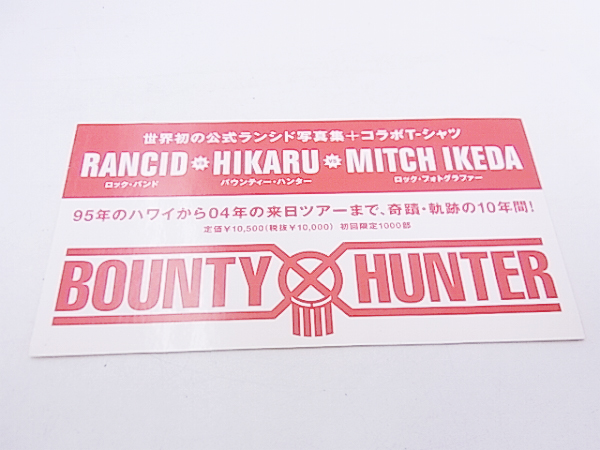 世界初の公式ランシド写真集+コラボT-シャツ
RANCID HIKARU MITCH IKEDA
ロック・バンド バウンティー・ハンター ロック・フォトグラファー
95年のハワイから04年の来日ツアーまで、奇蹟・軌跡の10年間!
定価¥10,500(税抜¥10,000) 初回限定1000部
BOUNTY HUNTER